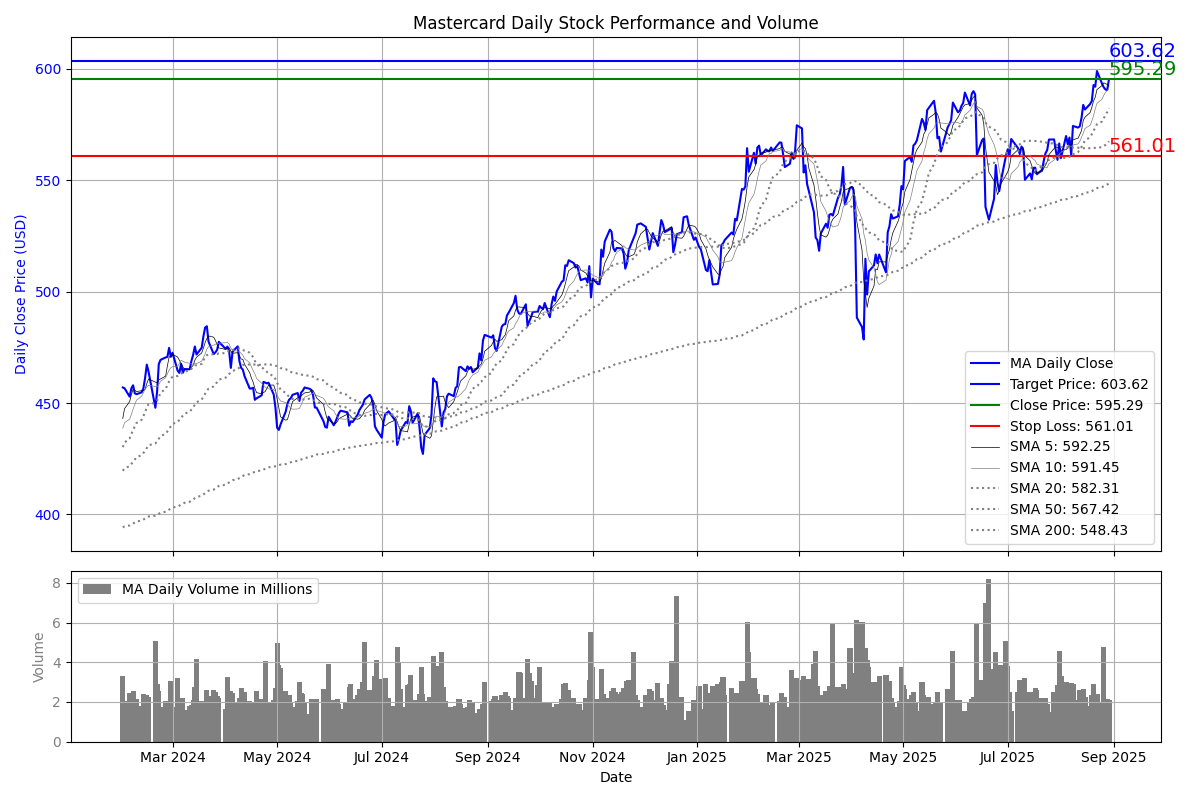 Mastercard Daily Stock Performance and Volume
603.62
595.29
561.01
Daily Close Price (USD)
600
550
500
450
400
MA Daily Close
Target Price: 603.62
Close Price: 595.29
Stop Loss: 561.01
SMA 5: 592.25
SMA 10: 591.45
SMA 20: 582.31
SMA 50: 567.42
SMA 200: 548.43
MA Daily Volume in Millions
Volume
8
6
4
2
0
Mar 2024 May 2024 Jul 2024 Sep 2024 Nov 2024 Jan 2025 Mar 2025 May 2025 Jul 2025 Sep 2025
Date